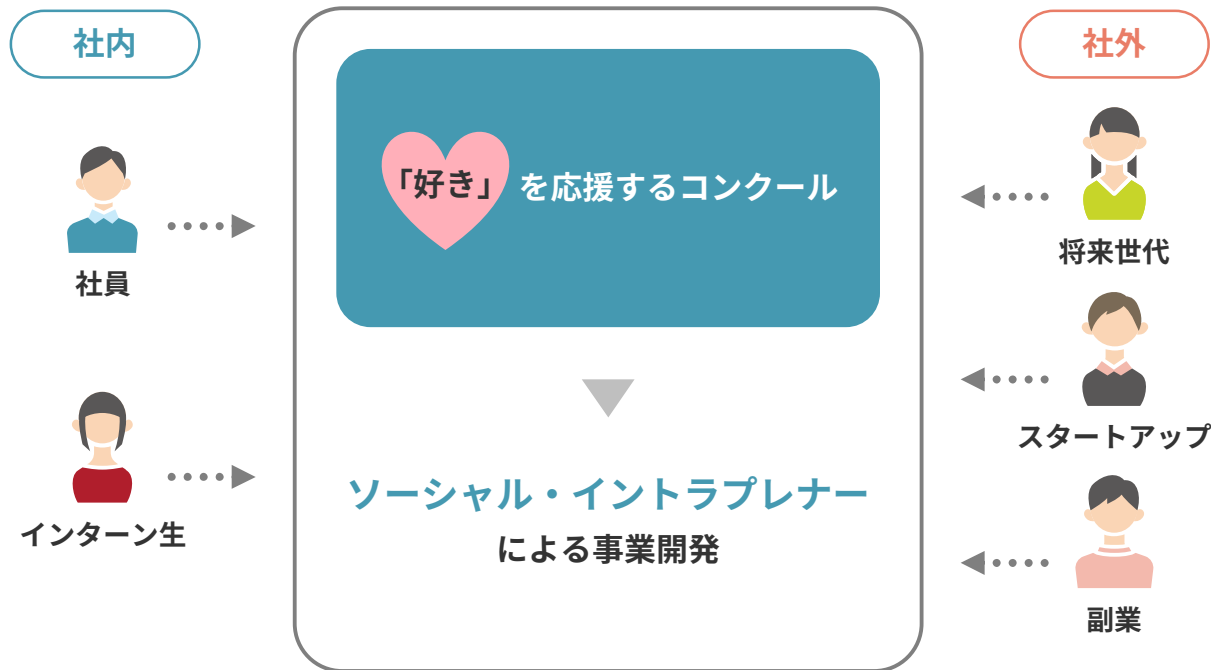 社内
社員
インターン生
「好き」を応援するコンクール
ソーシャル・イントラプレナー
による事業開発
社外
将来世代
スタートアップ
副業